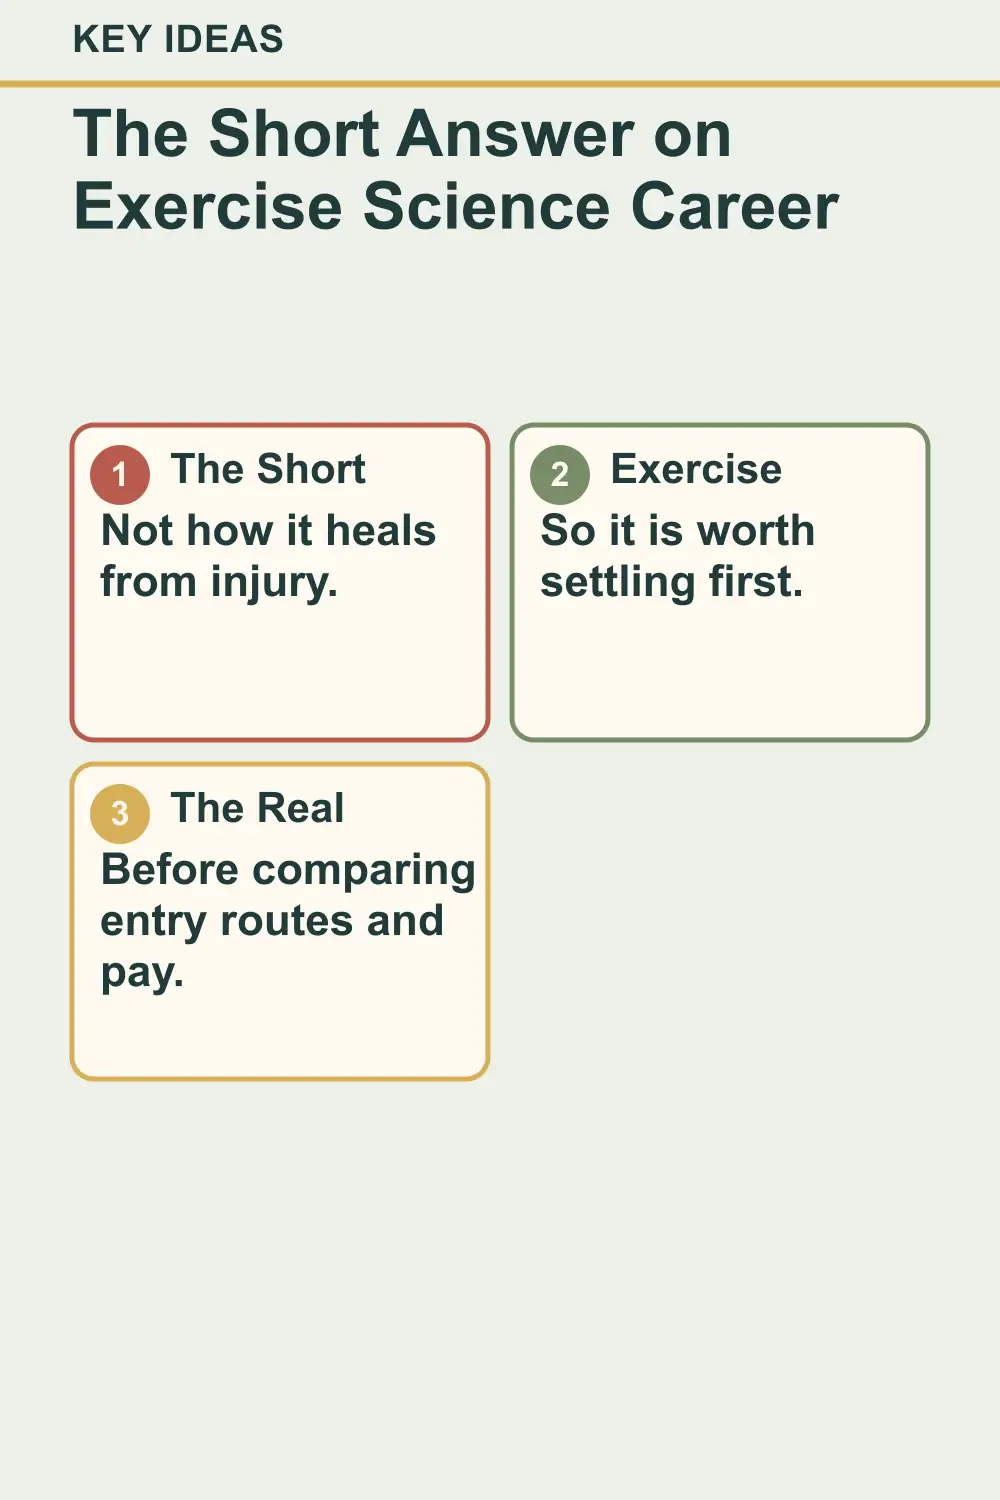 KEY IDEAS
The Short Answer on
Exercise Science Career
1 The Short
Not how it heals
from injury.
2 Exercise
So it is worth
settling first.
3 The Real
Before comparing
entry routes and
pay.